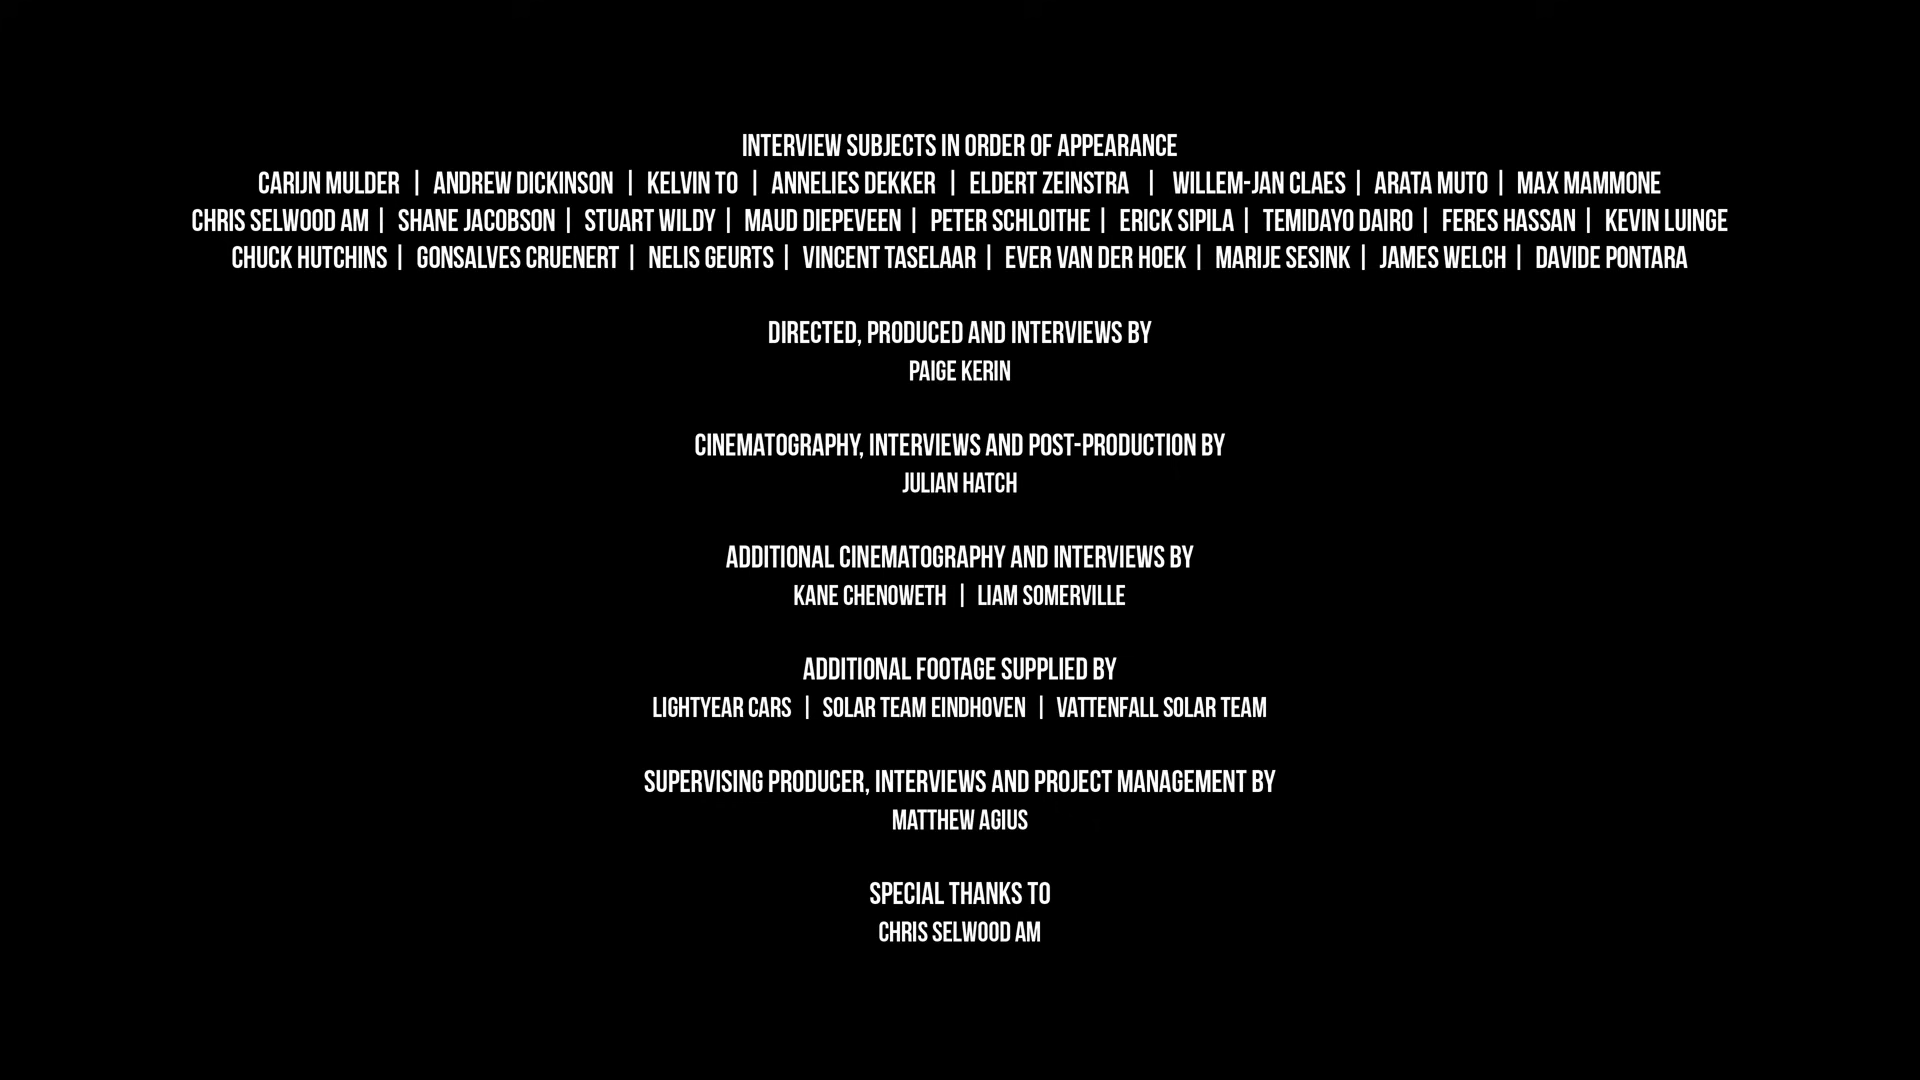 INTERVIEW SUBJECTS IN ORDER OF APPEARANCE
CARIJN MULDER | ANDREW DICKINSON | KELVIN TO | ANNELIES DEKKER | ELDERT ZEINSTRA | WILLEM-JAN CLAES | ARATA MUTO | MAX MAMMONE
CHRIS SELWOOD AM | SHANE JACOBSON | STUART WILDY | MAUD DIEPEVEEN | PETER SCHLOITHE | ERICK SIPILA | TEMIDAYO DAIRO | FERES HASSAN | KEVIN LUINGE
CHUCK HUTCHINS | GONSALVES CRUENERT | NELIS GEURTS | VINCENT TASELAAR | EVER VAN DER HOEK | MARIJE SESINK | JAMES WELCH | DAVIDE PONTARA
DIRECTED, PRODUCED AND INTERVIEWS BY
PAIGE KERIN
CINEMATOGRAPHY, INTERVIEWS AND POST-PRODUCTION BY
JULIAN HATCH
ADDITIONAL CINEMATOGRAPHY AND INTERVIEWS BY
KANE CHENOWETH | LIAM SOMERVILLE
ADDITIONAL FOOTAGE SUPPLIED BY
LIGHTYEAR CARS | SOLAR TEAM EINDHOVEN | VATTENFALL SOLAR TEAM
SUPERVISING PRODUCER, INTERVIEWS AND PROJECT MANAGEMENT BY
MATTHEW AGIUS
SPECIAL THANKS TO
CHRIS SELWOOD AM